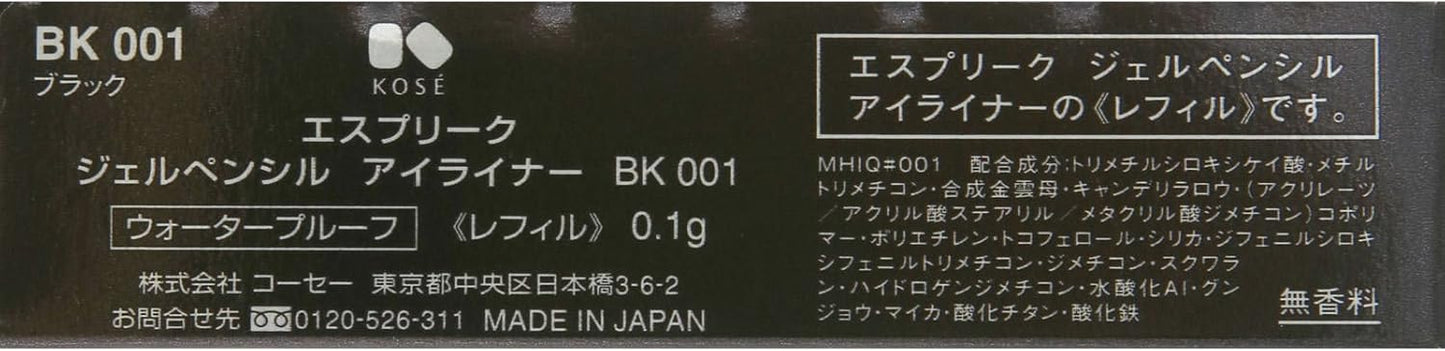 BK 001
ブラック
KOSÉ
エスプリーク
ジェルペンシル アイライナー BK 001
ウォータープルーフ 《レフィル》 0.1g
株式会社 コーセー 東京都中央区日本橋3-6-2
お問合せ先 0120-526-311 MADE IN JAPAN
エスプリーク ジェルペンシル
アイライナーの《レフィル》です。
MHIQ#001 配合成分:トリメチルシロキシケイ酸・メチル
トリメチコン・合成金雲母・キャンデリラロウ・(アクリレーツ
/アクリル酸ステアリル/メタクリル酸ジメチコン)コポリ
マー・ポリエチレン・トコフェロール・シリカ・ジフェニルシロキ
シフェニルトリメチコン・ジメチコン・スクワラ
ン・ハイドロゲンジメチコン・水酸化Al・グン
ジョウ・マイカ・酸化チタン・酸化鉄
無香料